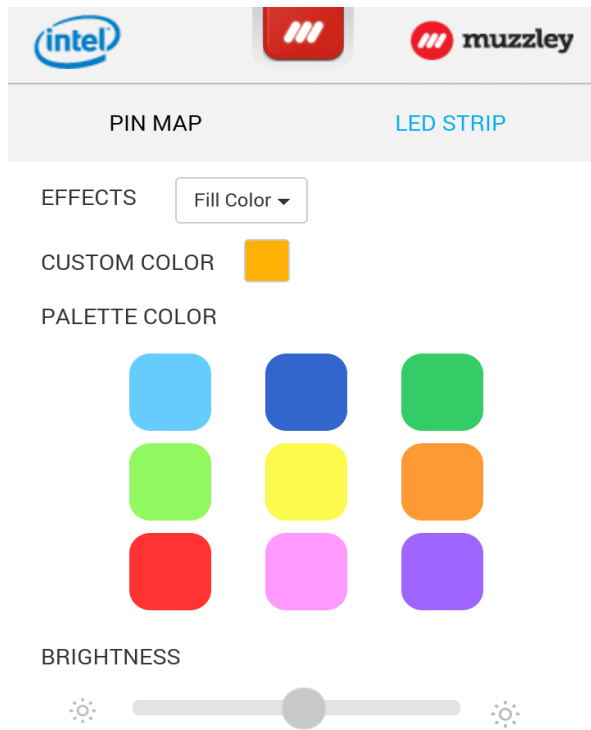 intel
muzzley
PIN MAP
LED STRIP
EFFECTS
Fill Color
CUSTOM COLOR
PALETTE COLOR
BRIGHTNESS